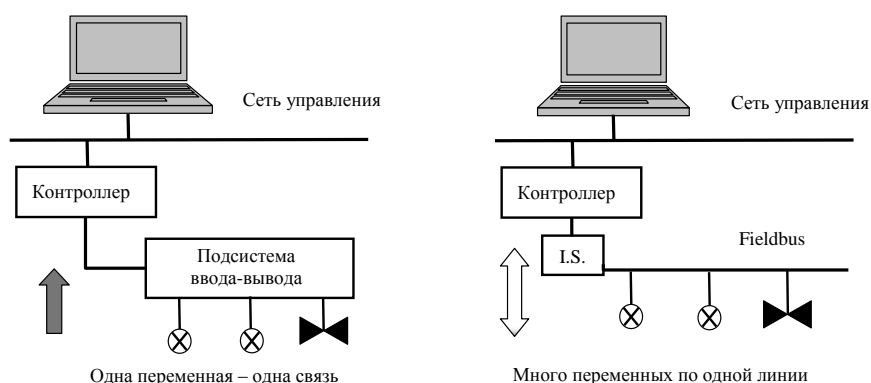 Сеть управления
Контроллер
Подсистема
ввода-вывода
Одна переменная – одна связь
Сеть управления
Контроллер
I.S.
Fieldbus
Много переменных по одной линии